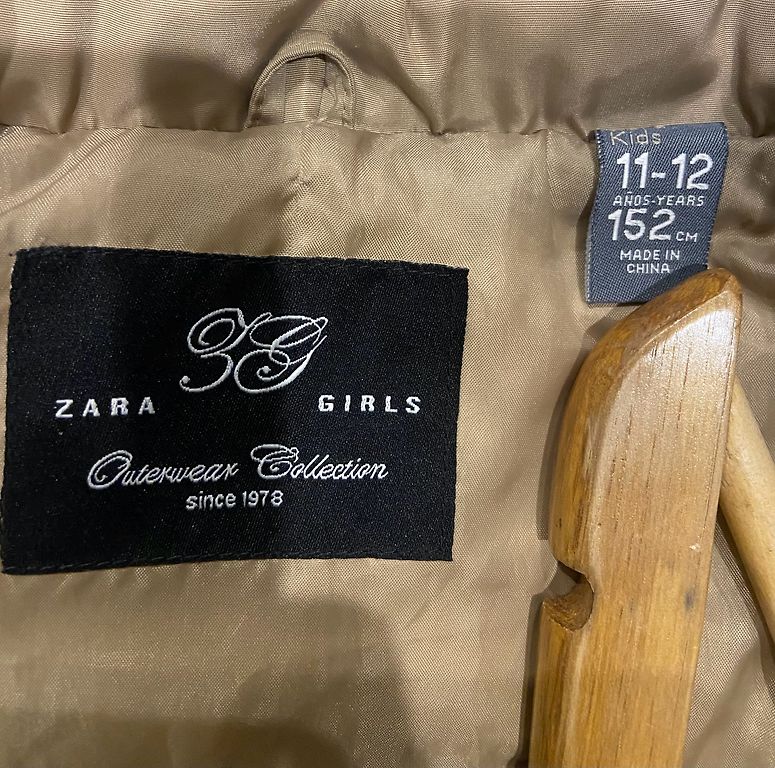 Kids
11-12
AÑOS-YEARS
152 CM
MADE IN
CHINA
ZG
ZARA GIRLS
Outerwear Collection
since 1978